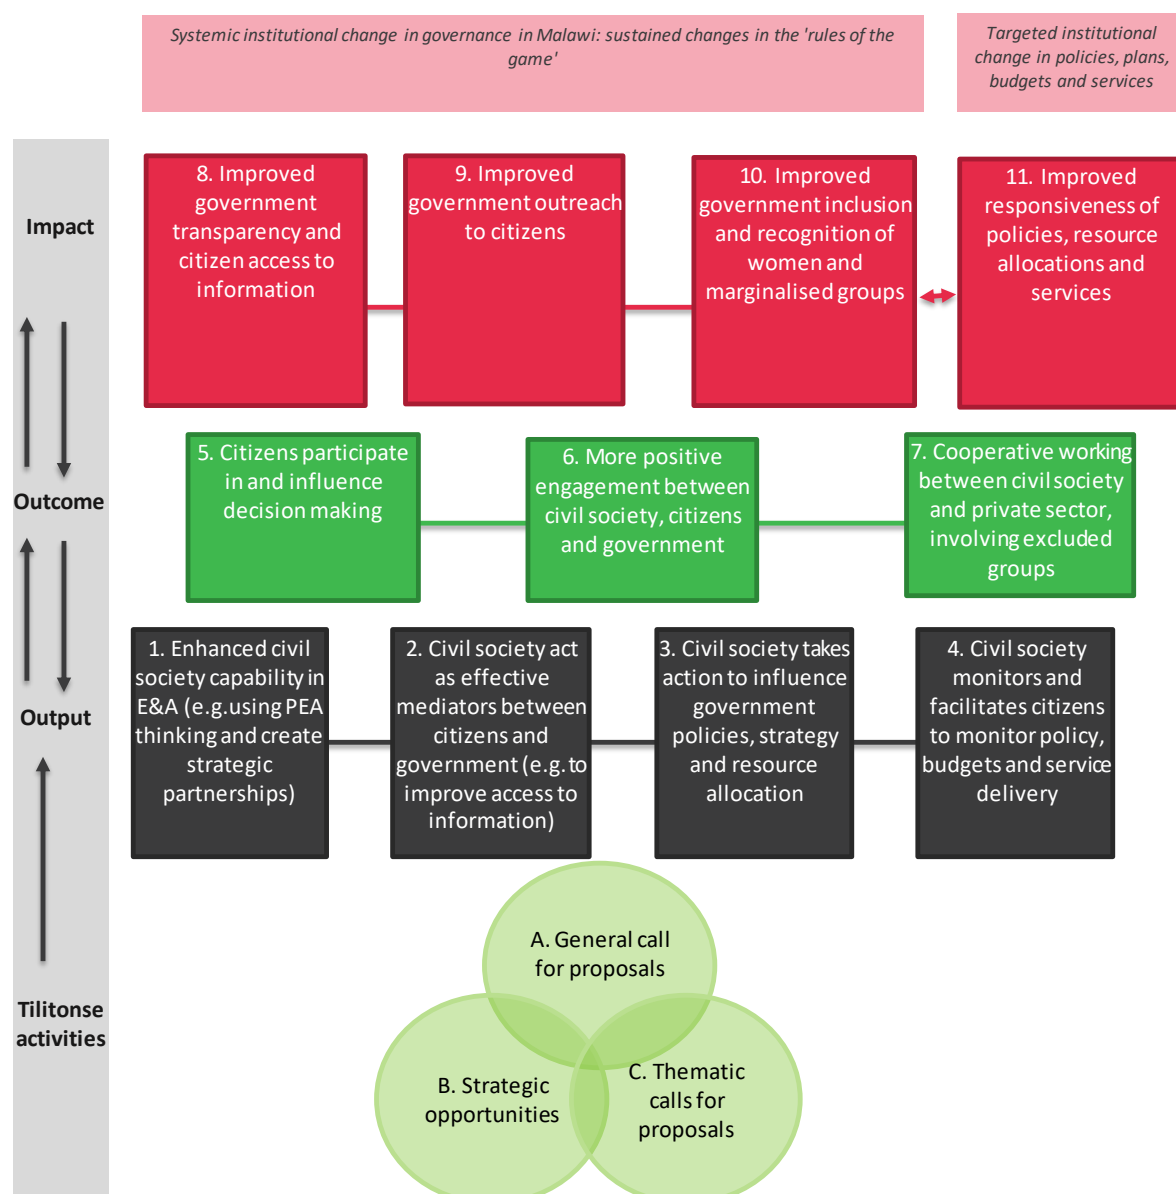 Systemic institutional change in governance in Malawi: sustained changes in the 'rules of the
game'
Targeted institutional
change in policies, plans,
budgets and services
Impact
8. Improved
government
transparency and
citizen access to
information
9. Improved
government outreach
to citizens
10. Improved
government inclusion
and recognition of
women and
marginalised groups
11. Improved
responsiveness of
policies, resource
allocations and
services
Outcome
5. Citizens participate
in and influence
decision making
6. More positive
engagement between
civil society, citizens
and government
7. Cooperative working
between civil society
and private sector,
involving excluded
groups
Output
1. Enhanced civil
society capability in
E&A (e.g.using PEA
thinking and create
strategic
partnerships)
2. Civil society act
as effective
mediators between
citizens and
government (e.g. to
improve access to
information)
3. Civil society takes
action to influence
government
policies, strategy
and resource
allocation
4. Civil society
monitors and
facilitates citizens
to monitor policy,
budgets and service
delivery
Tilitonse
activities
A. General call
for proposals
B. Strategic
opportunities
C. Thematic
calls for
proposals